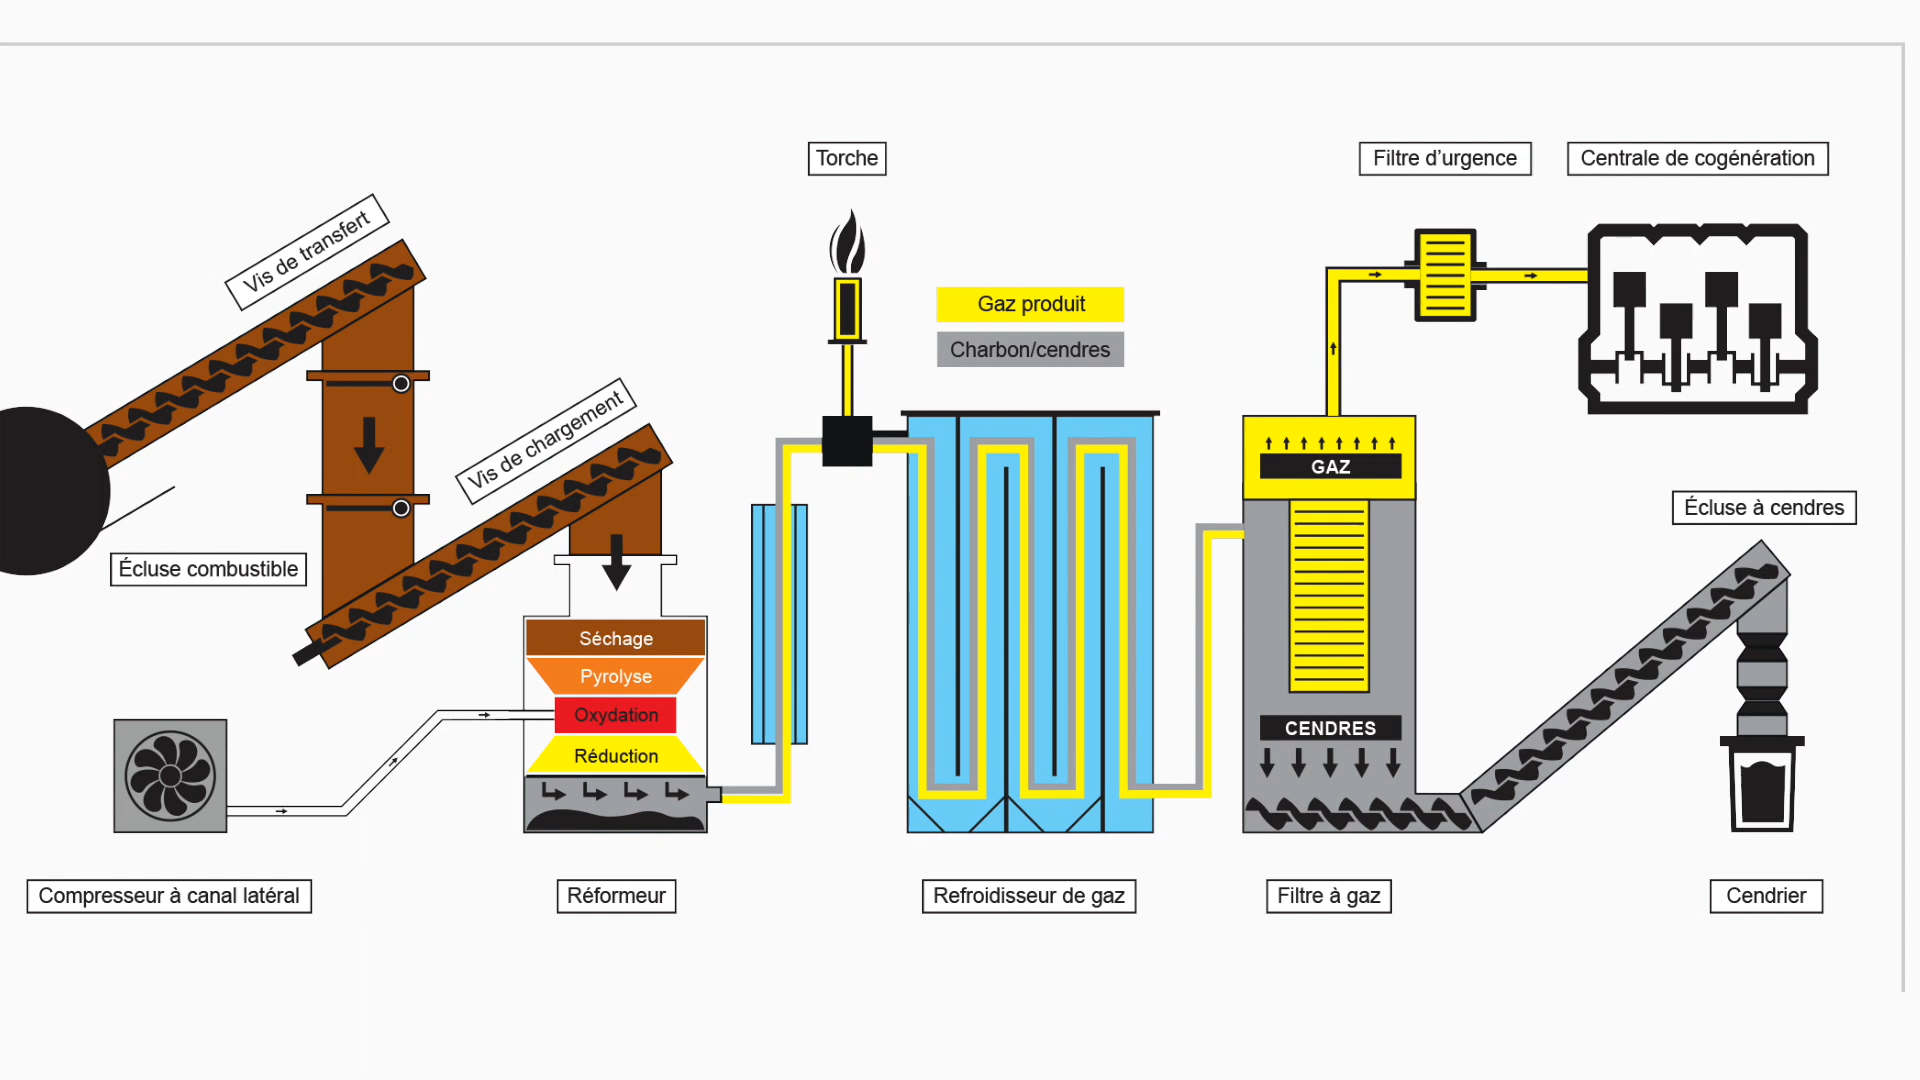 Torche
Filtre d’urgence
Centrale de cogénération
Vis de transfert
Gaz produit
Charbon/cendres
Vis de chargement
GAZ
Écluse à cendres
Écluse combustible
Séchage
Pyrolyse
Oxydation
Réduction
CENDRES
Compresseur à canal latéral
Réformeur
Refroidisseur de gaz
Filtre à gaz
Cendrier